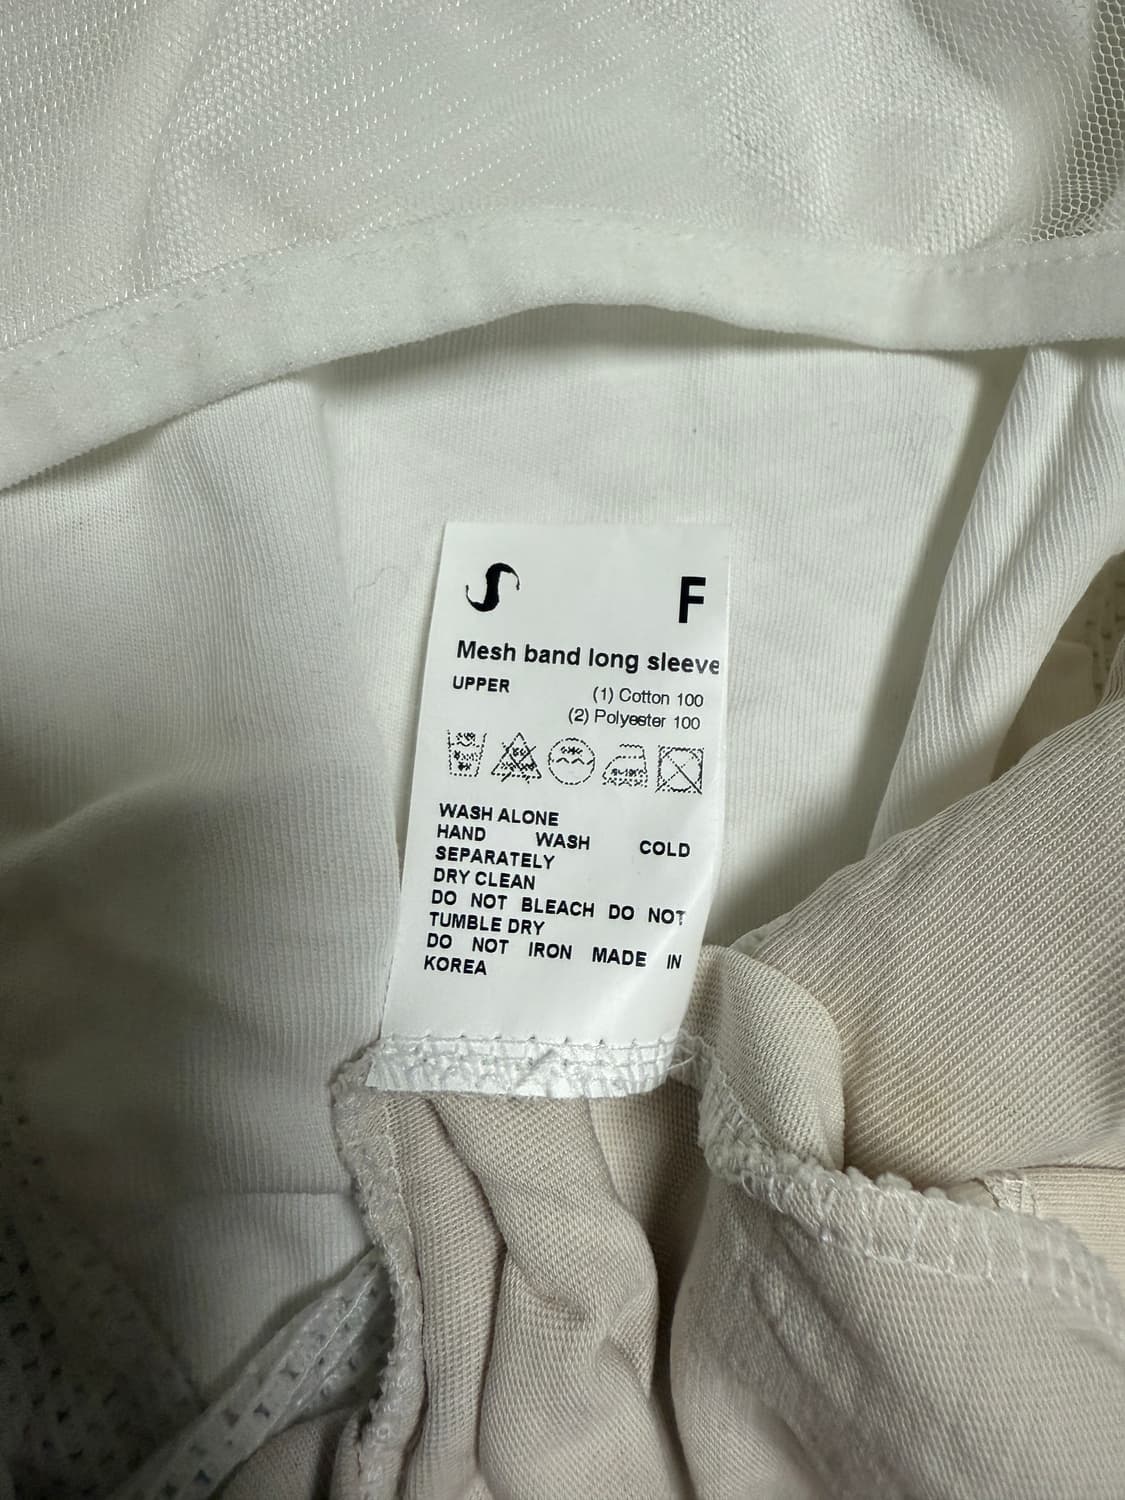 F
Mesh band long sleeve
UPPER (1) Cotton 100
(2) Polyester 100
WASH ALONE
HAND WASH COLD
SEPARATELY
DRY CLEAN
DO NOT BLEACH DO NOT
TUMBLE DRY
DO NOT IRON MADE IN
KOREA